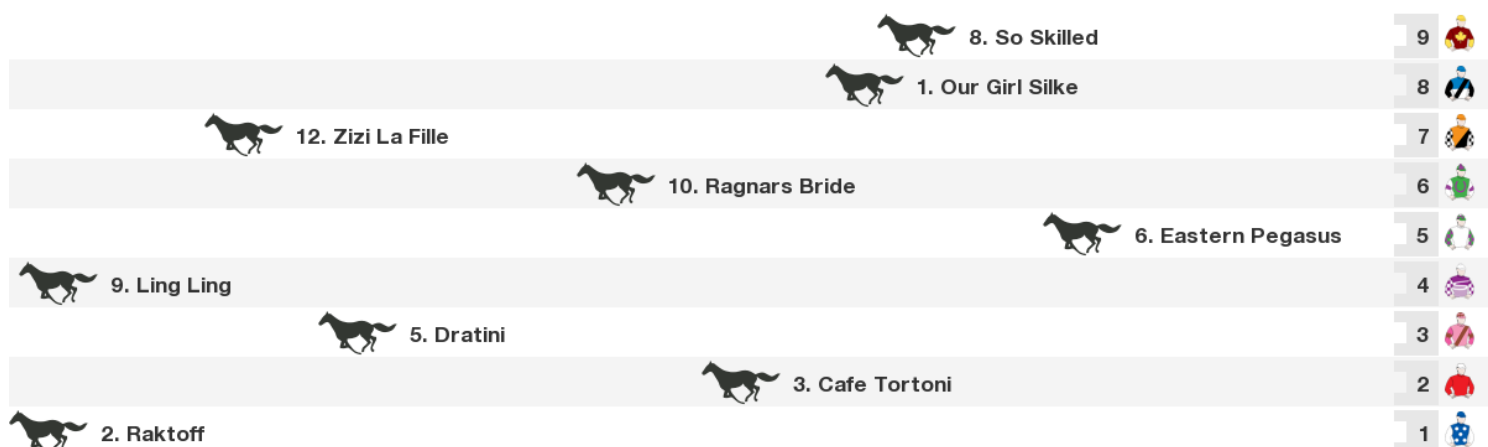 8. So Skilled 9
1. Our Girl Silke 8
12. Zizi La Fille 7
10. Ragnars Bride 6
6. Eastern Pegasus 5
9. Ling Ling 4
5. Dratini 3
3. Cafe Tortoni 2
2. Raktoff 1